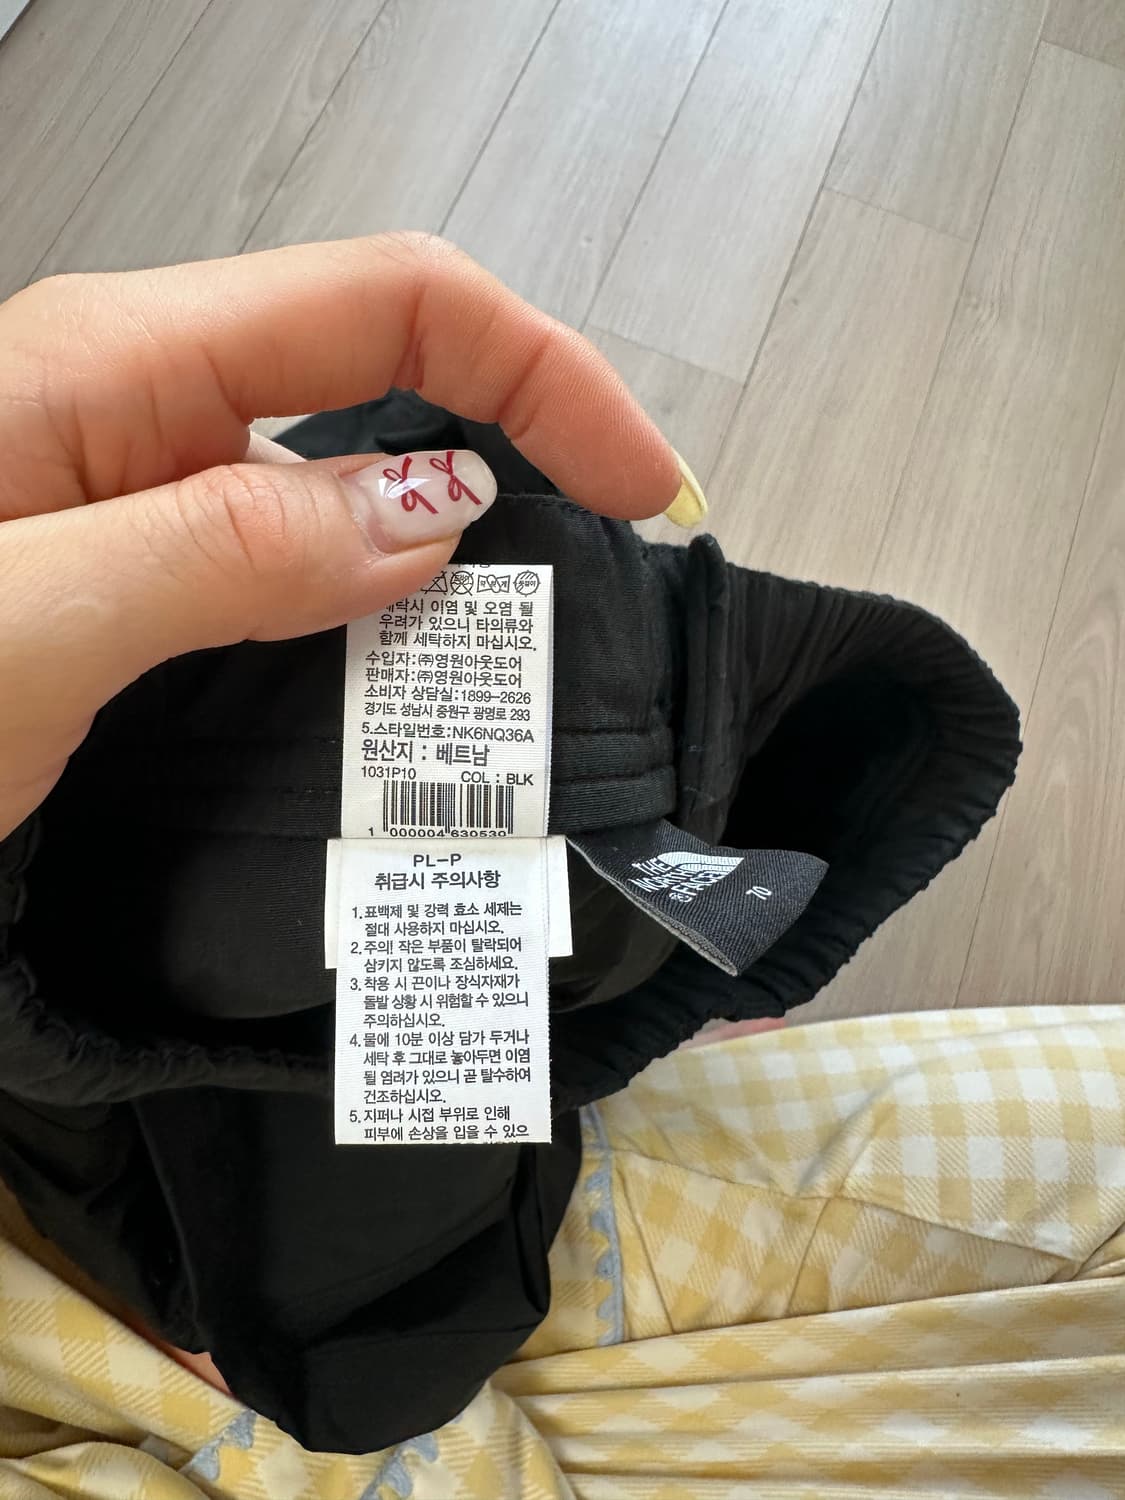 세탁시 이염 및 오염 될
우려가 있으니 타의류와
함께 세탁하지 마십시오.
수입자:㈜영원아웃도어
판매자:㈜영원아웃도어
소비자 상담실:1899-2626
경기도 성남시 중원구 광명로 293
5.스타일번호:NK6NQ36A
원산지 : 베트남
1031P10 COL : BLK
1 000004 630539
PL-P
취급시 주의사항
1.표백제 및 강력 효소 세제는
절대 사용하지 마십시오.
2.주의! 작은 부품이 탈락되어
삼키지 않도록 조심하세요.
3.착용 시 끈이나 장식자재가
돌발 상황 시 위험할 수 있으니
주의하십시오.
4.물에 10분 이상 담가 두거나
세탁 후 그대로 놓아두면 이염
될 염려가 있으니 곧 탈수하여
건조하십시오.
5.지퍼나 시접 부위로 인해
피부에 손상을 입을 수 있으
THE
NORTH
FACE
70